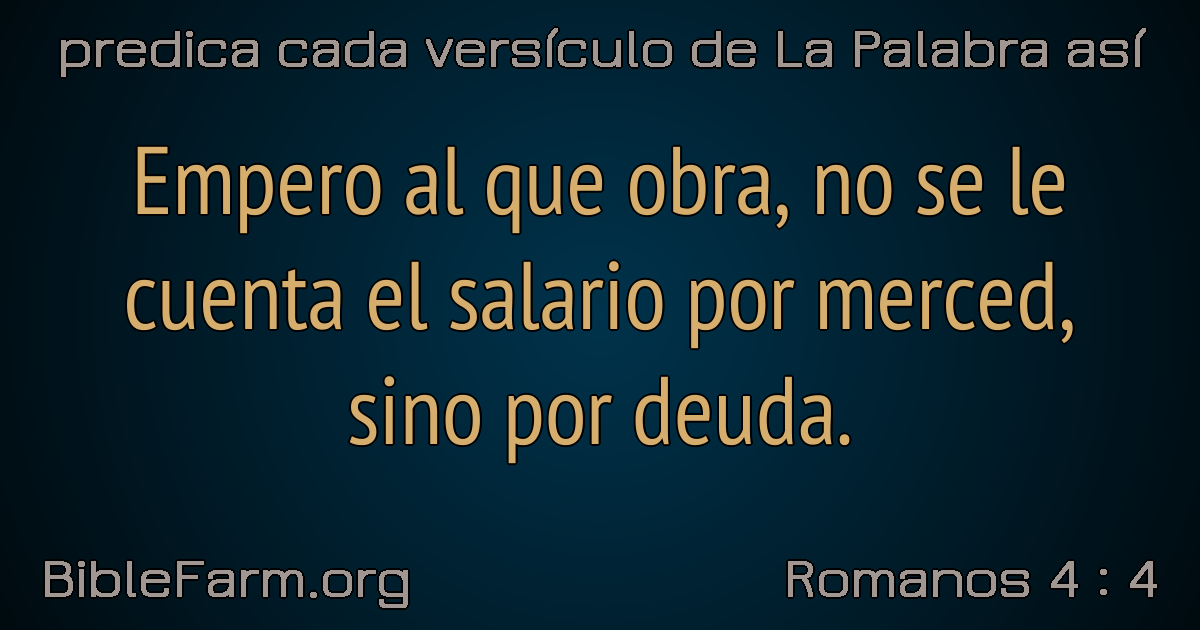 predica cada versículo de La Palabra así
Empero al que obra, no se le
cuenta el salario por merced,
sino por deuda.
BibleFarm.org
Romanos 4 : 4